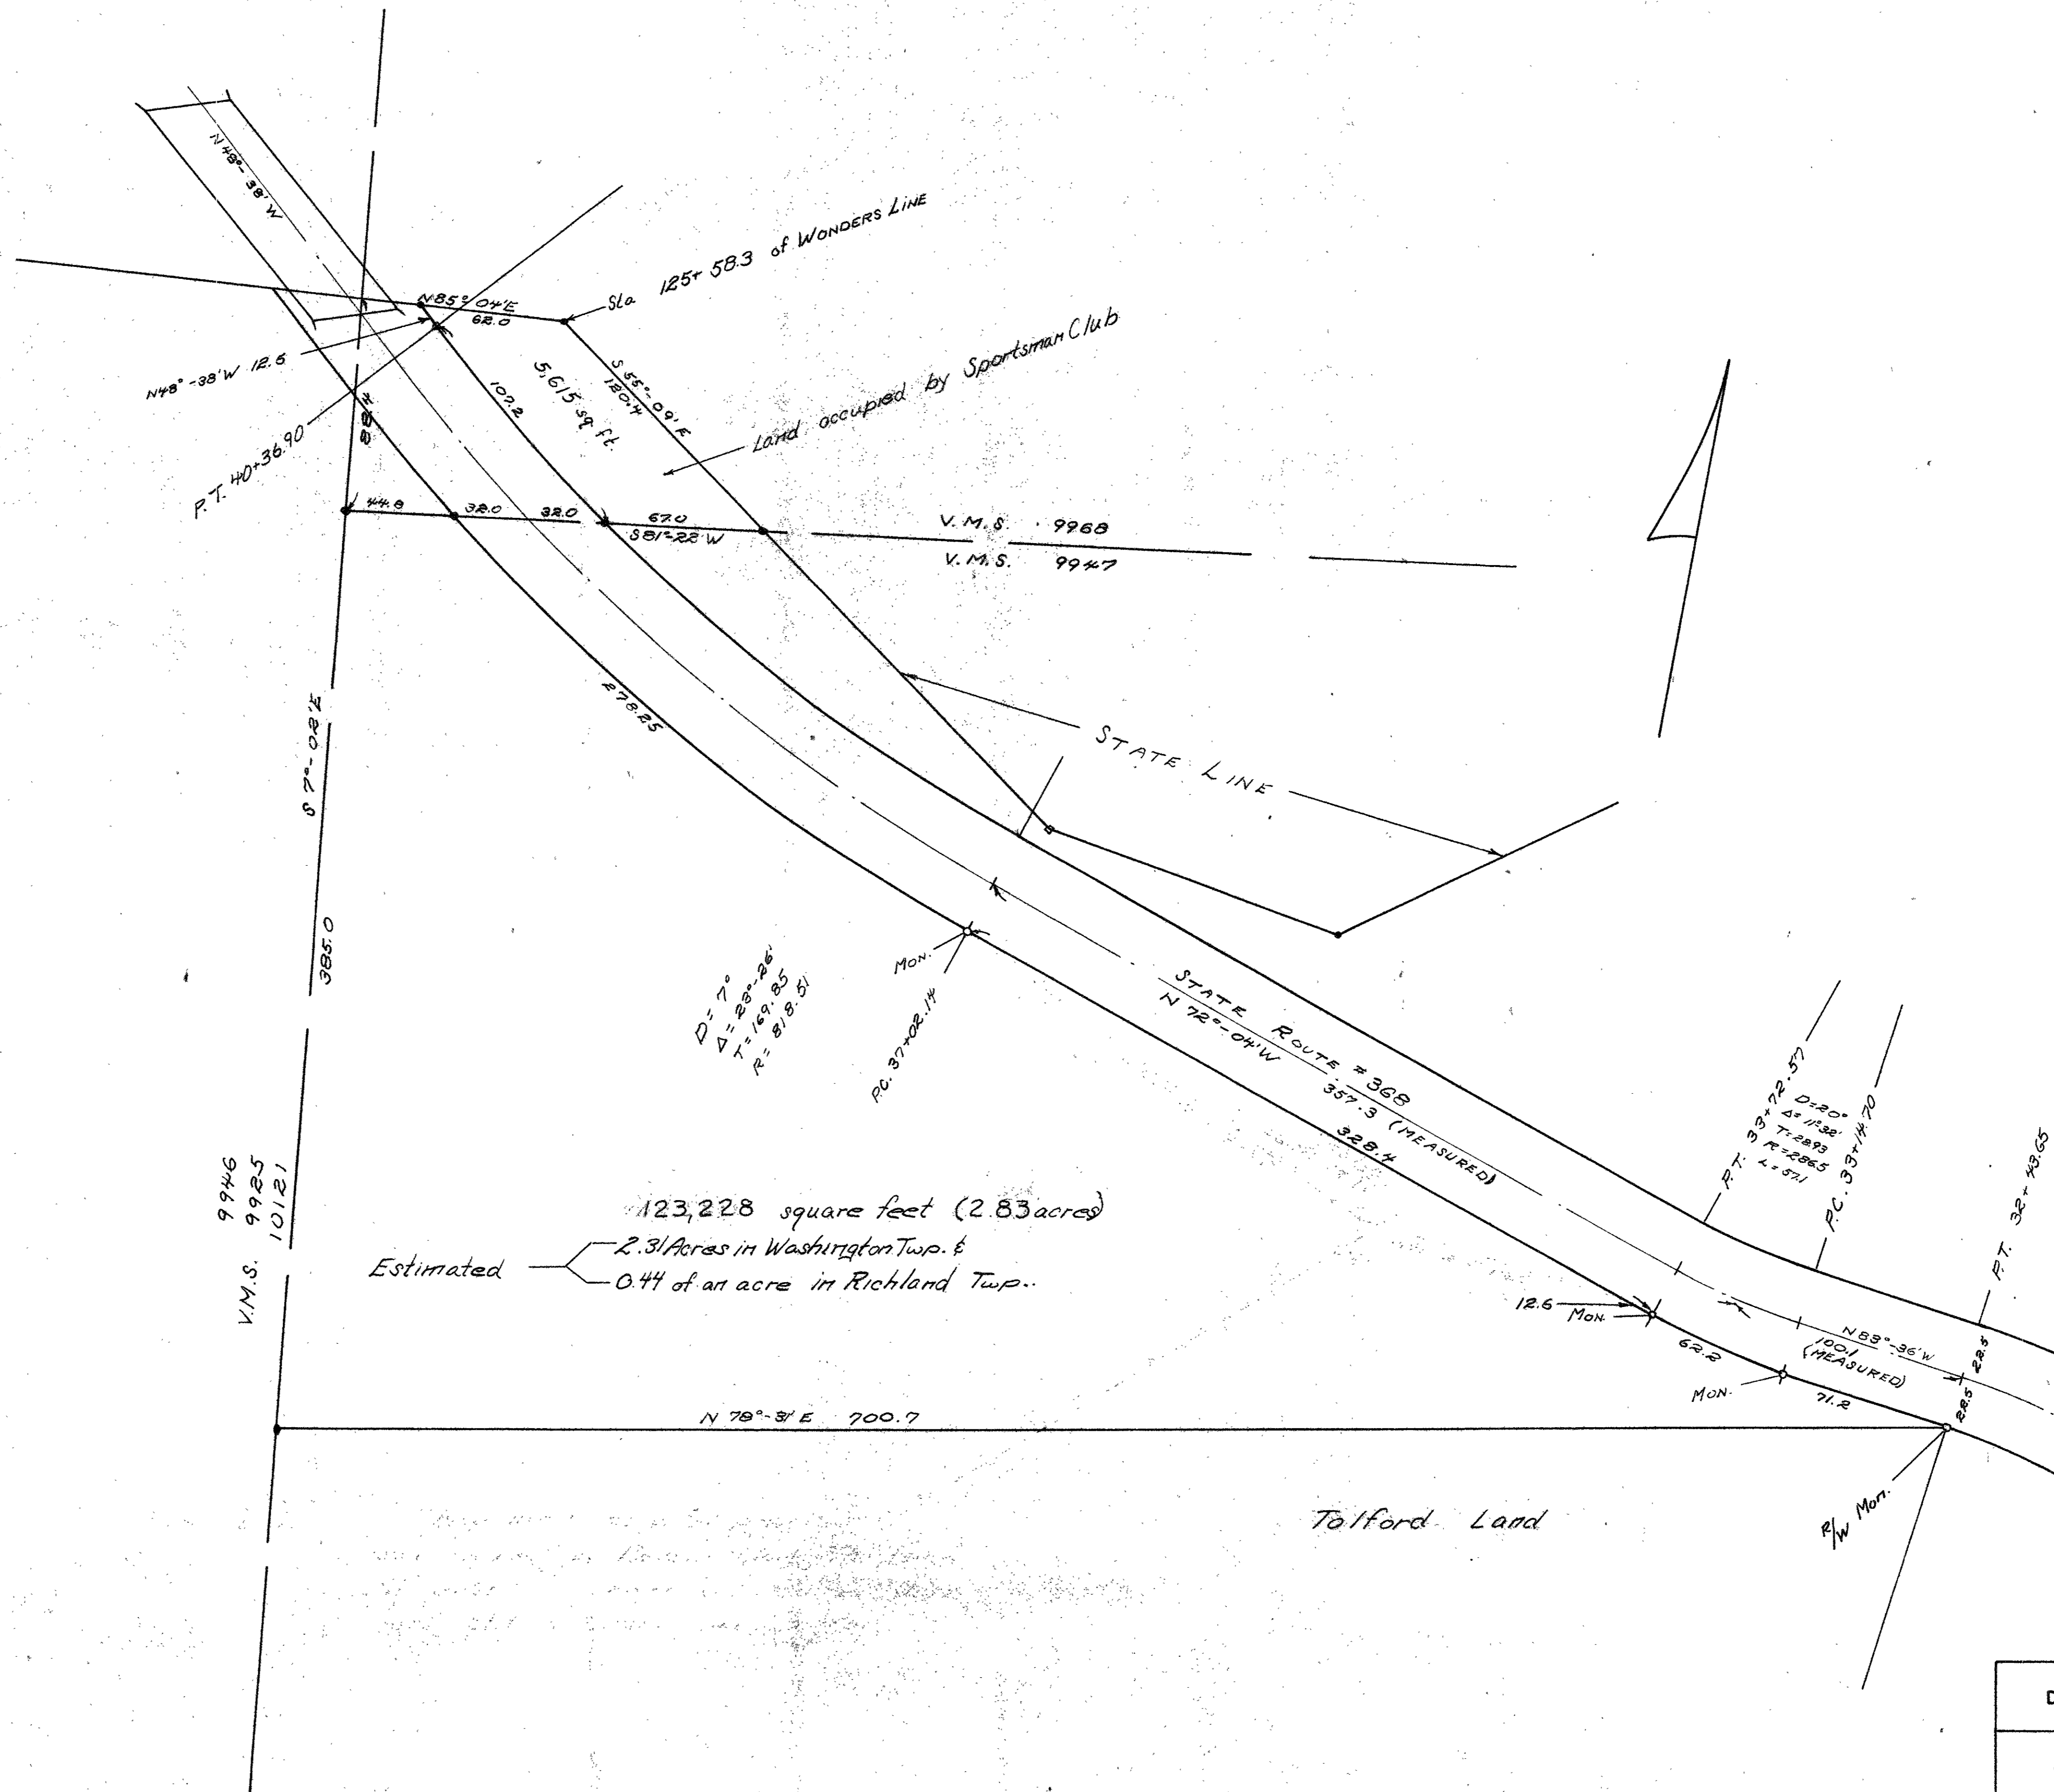 N48°-38'W
Sta 125+58.3 of WONDERS LINE
N85°04'E
62.0
N48°-38'W 12.6
P.T. 40+36.90
88.4
107.2
5,615 sq ft.
S55°-09'E
120.4
Land occupied by Sportsman Club
44.8 32.0 32.0 67.0
S81°-22'W
V.M.S. 9968
V.M.S. 9947
278.25
S 7°-02'E
385.0
STATE LINE
MON.
P.C. 37+02.14
D= 7°
Δ= 23°-26'
T= 169.85
R= 818.51
STATE ROUTE #368
N 72°-04'W 357.3 (MEASURED)
328.4
P.T. 33+72.57
D=20°
Δ=11°32'
T=28.93
R=286.5
L=57.1
P.C. 33+14.70
P.T. 32+43.65
9946
V.M.S. 9925
10121
123,228 square feet (2.83 acres)
Estimated
2.31 Acres in Washington Twp. &
0.44 of an acre in Richland Twp.
12.6
MON.
62.2
MON.
N83°-36'W
100.1
(MEASURED)
22.5
22.5
71.2
N 78°-31'E 700.7
R/W Mon.
Talford Land